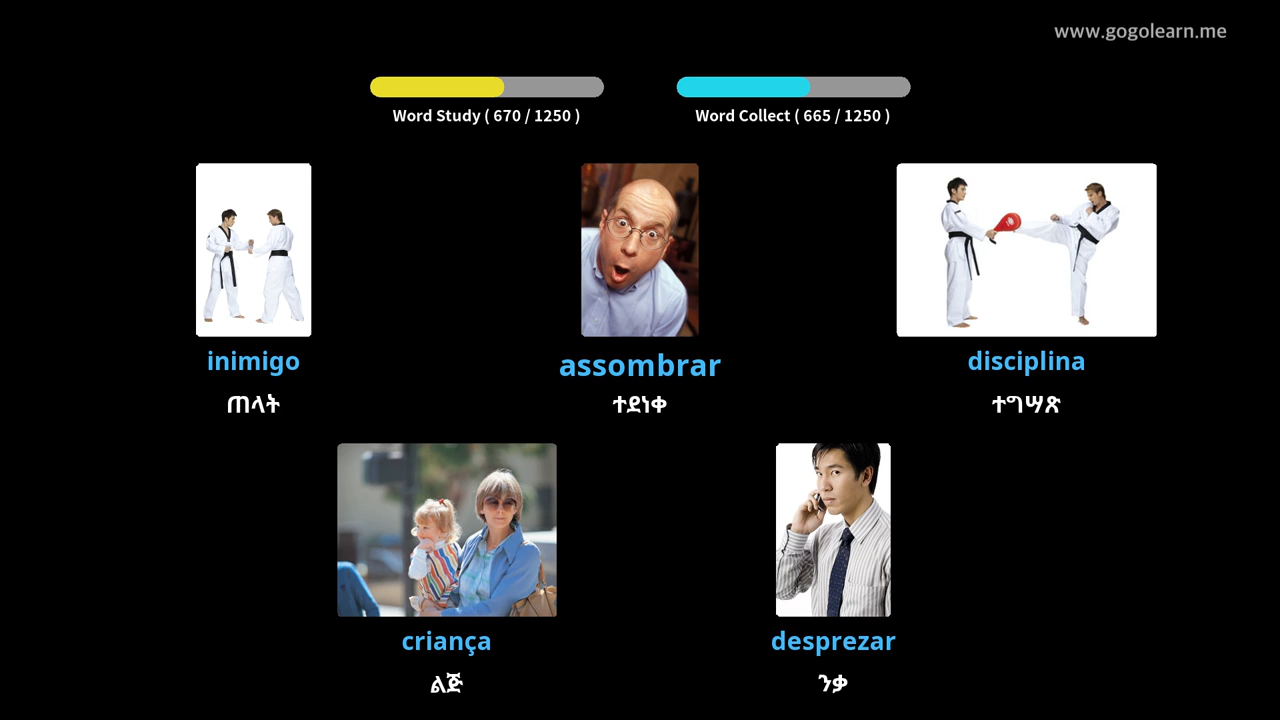 www.gogolearn.me
Word Study ( 670 / 1250 )
Word Collect ( 665 / 1250 )
inimigo
assombrar
disciplina
ጠላት
ተደነቀ
ተግሣጽ
criança
desprezar
ልጅ
ንቃ